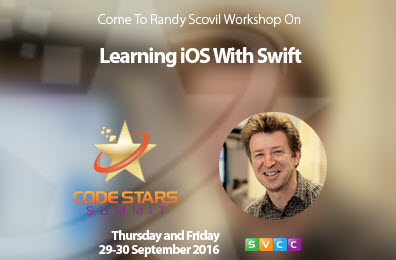 Come To Randy Scovil Workshop On
Learning iOS With Swift
CODE STARS
SUMMIT
Thursday and Friday
29-30 September 2016
SVCC